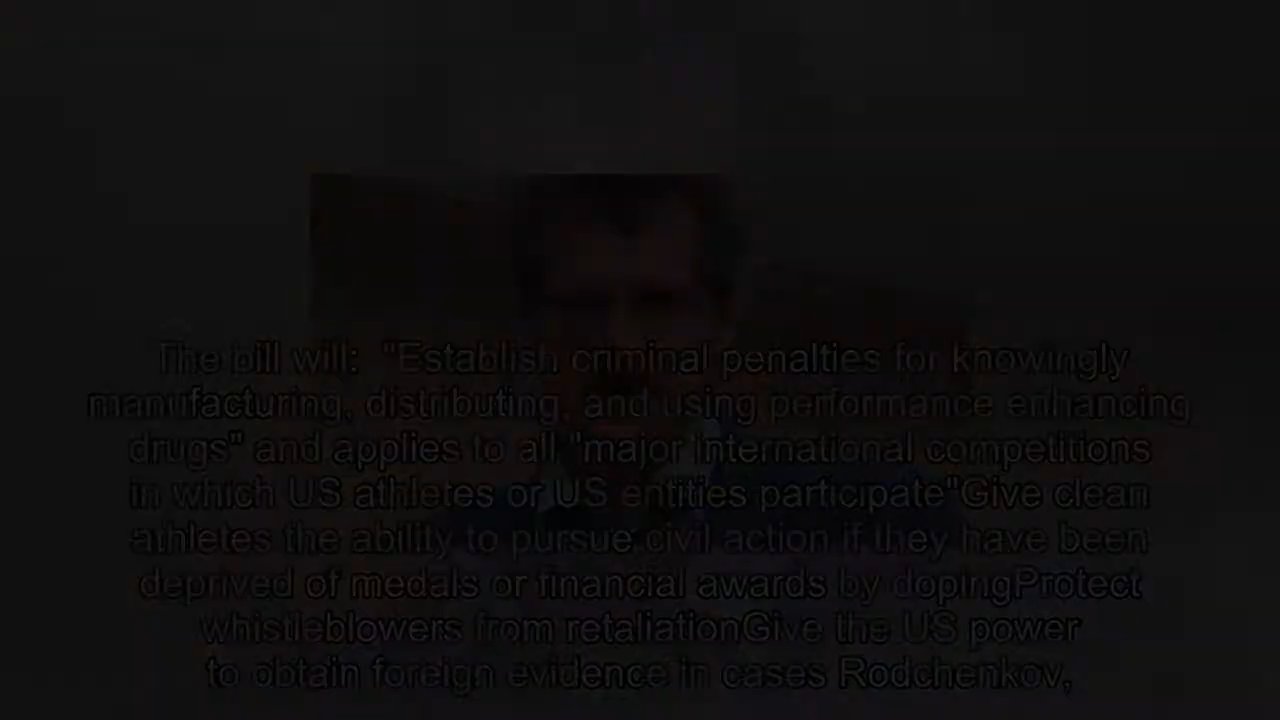 The bill will: "Establish criminal penalties for knowingly
manufacturing, distributing, and using performance enhancing
drugs" and applies to all "major international competitions
in which US athletes or US entities participate"Give clean
athletes the ability to pursue civil action if they have been
deprived of medals or financial awards by dopingProtect
whistleblowers from retaliationGive the US power
to obtain foreign evidence in cases Rodchenkov,